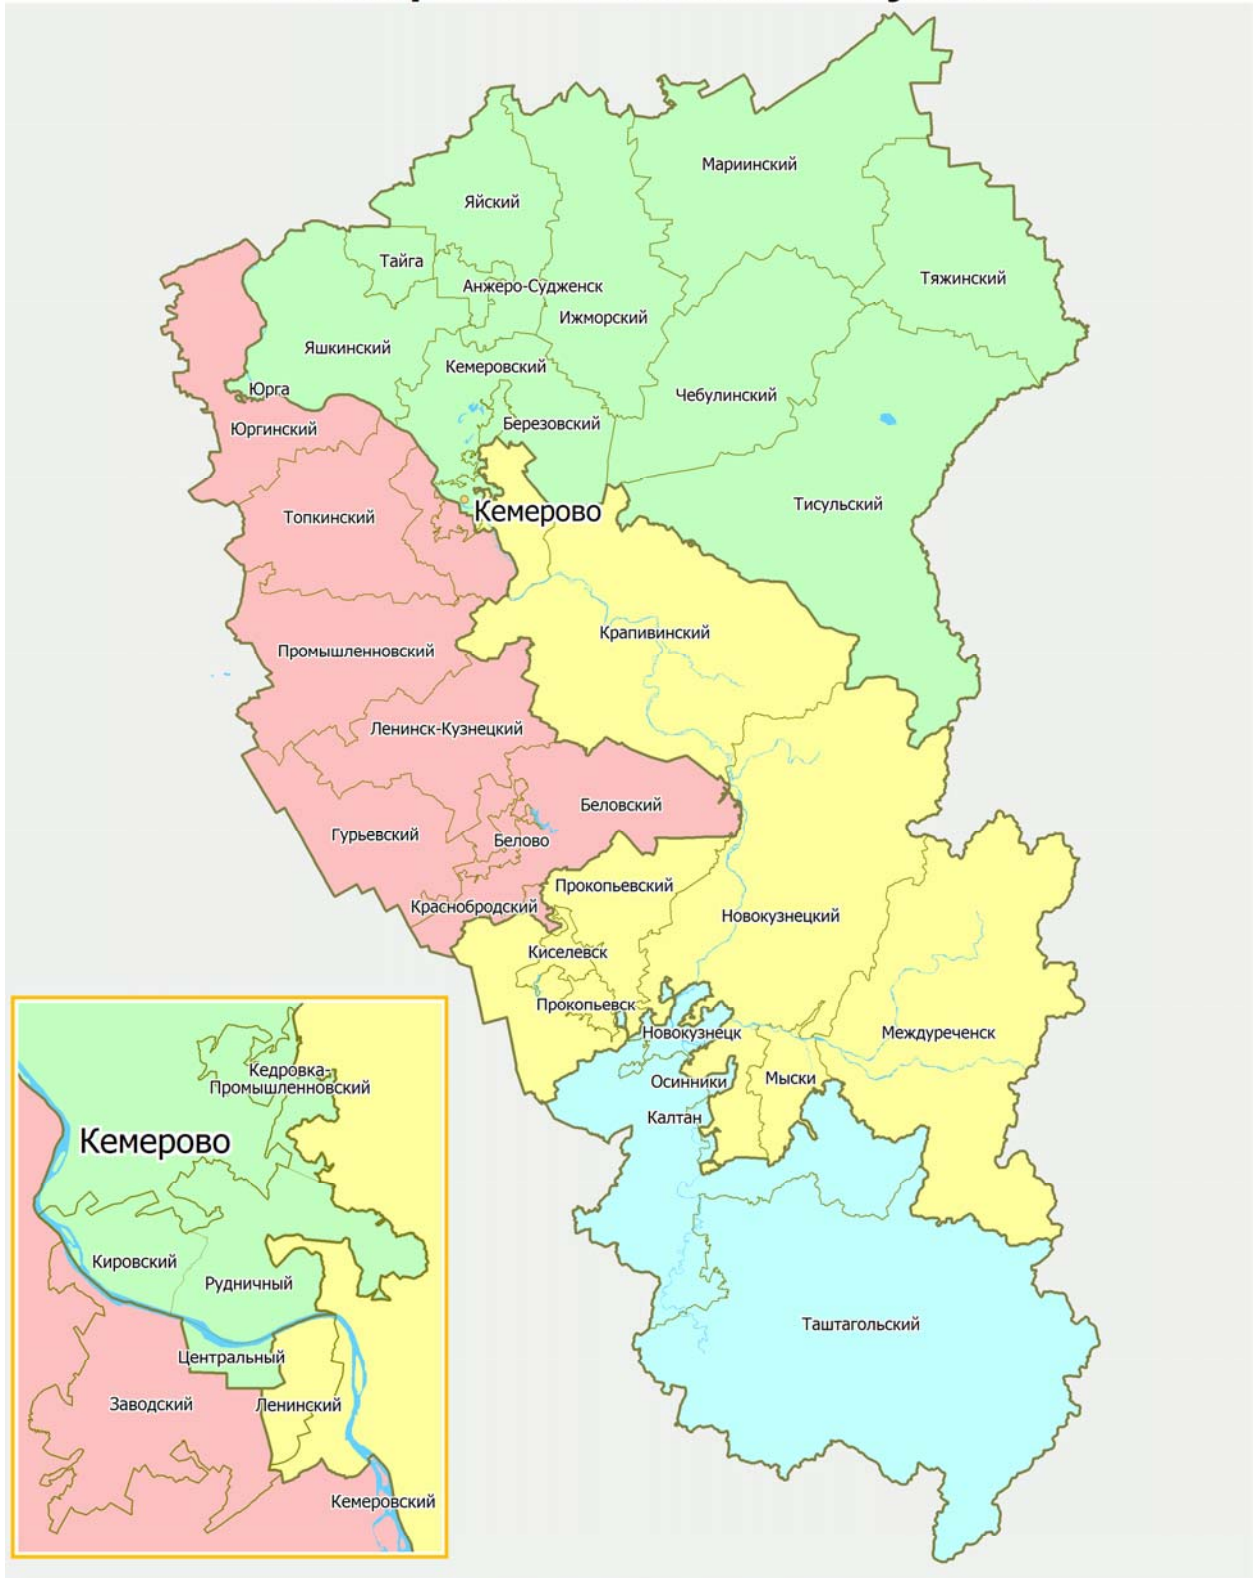 Мариинский
Яйский
Тайга
Тяжинский
Анжеро-Судженск
Ижморский
Яшкинский
Кемеровский
Юрга
Чебулинский
Березовский
Юргинский
Тисульский
Кемерово
Топкинский
Крапивинский
Промышленновский
Ленинск-Кузнецкий
Беловский
Гурьевский
Белово
Прокопьевский
Краснобродский
Новокузнецкий
Киселевск
Прокопьевск
Новокузнецк
Междуреченск
Осинники
Мыски
Калтан
Таштагольский
Кедровка-
Промышленновский
Кемерово
Кировский
Рудничный
Центральный
Заводский
Ленинский
Кемеровский